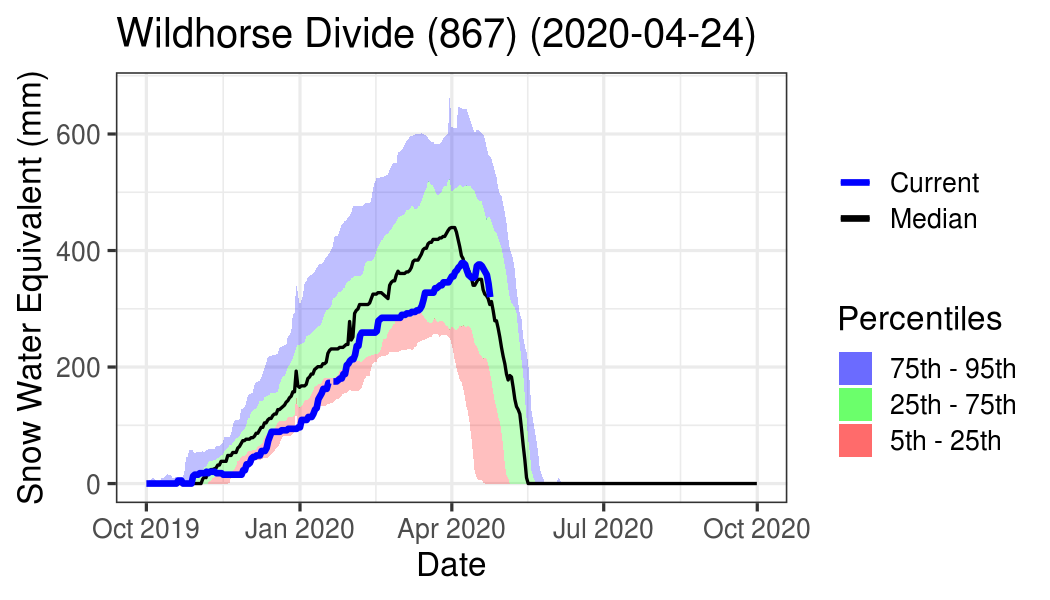 Wildhorse Divide (867) (2020-04-24)
Snow Water Equivalent (mm)
600
400
200
0
Oct 2019
Jan 2020
Apr 2020
Jul 2020
Oct 2020
Date
Current
Median
Percentiles
75th - 95th
25th - 75th
5th - 25th